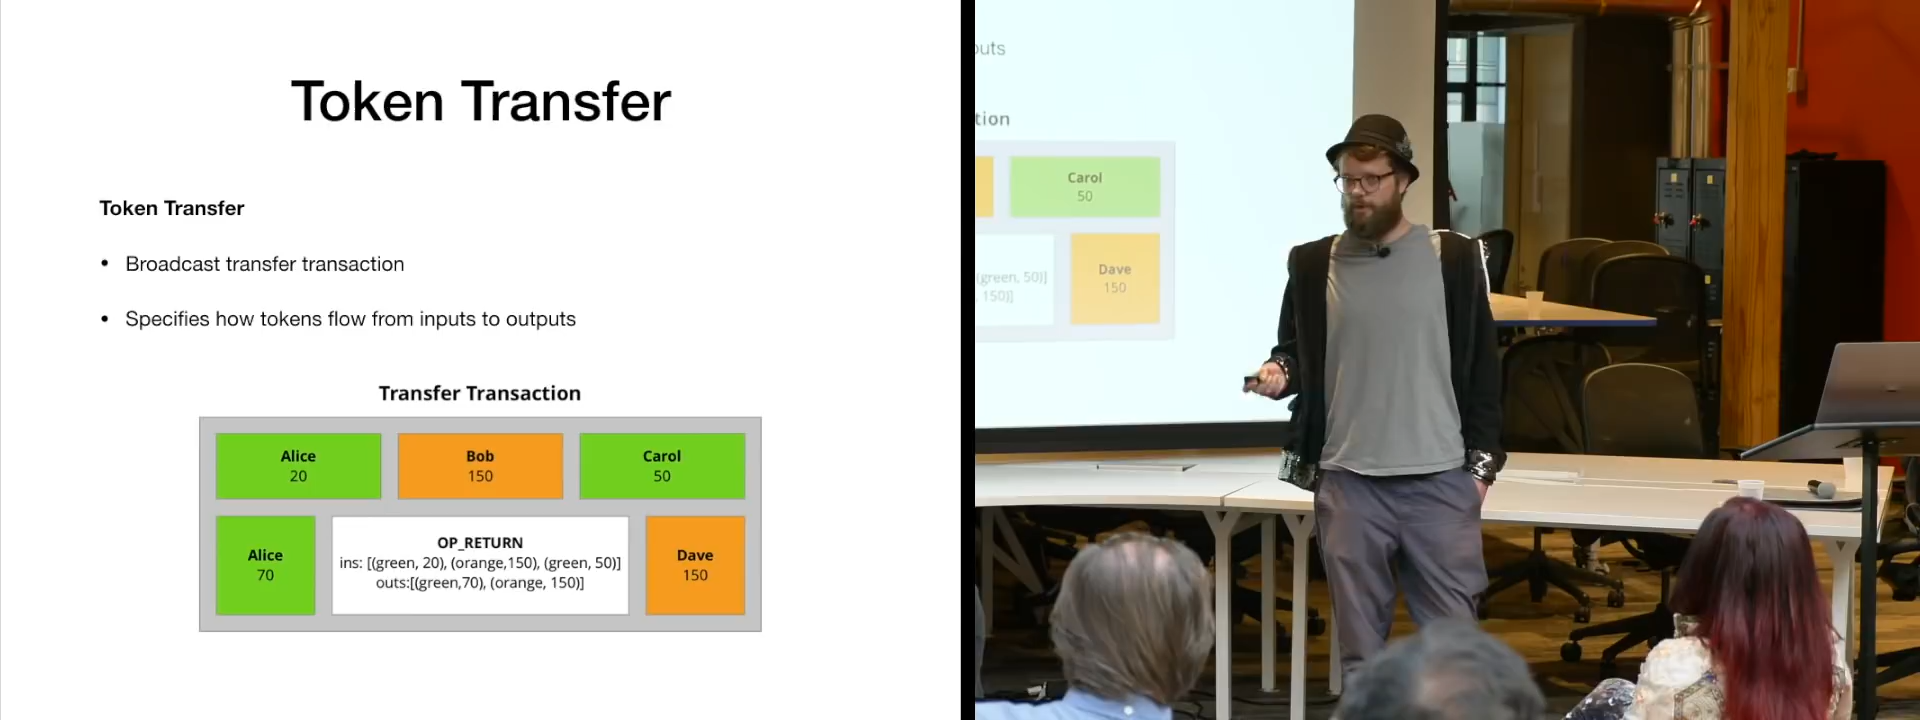 Token Transfer
Token Transfer
• Broadcast transfer transaction
• Specifies how tokens flow from inputs to outputs
Transfer Transaction
Alice
20
Bob
150
Carol
50
Alice
70
OP_RETURN
ins: [(green, 20), (orange,150), (green, 50)]
outs:[(green,70), (orange, 150)]
Dave
150
outs
tion
Carol
50
(green, 50)]
, 150)]
Dave
150